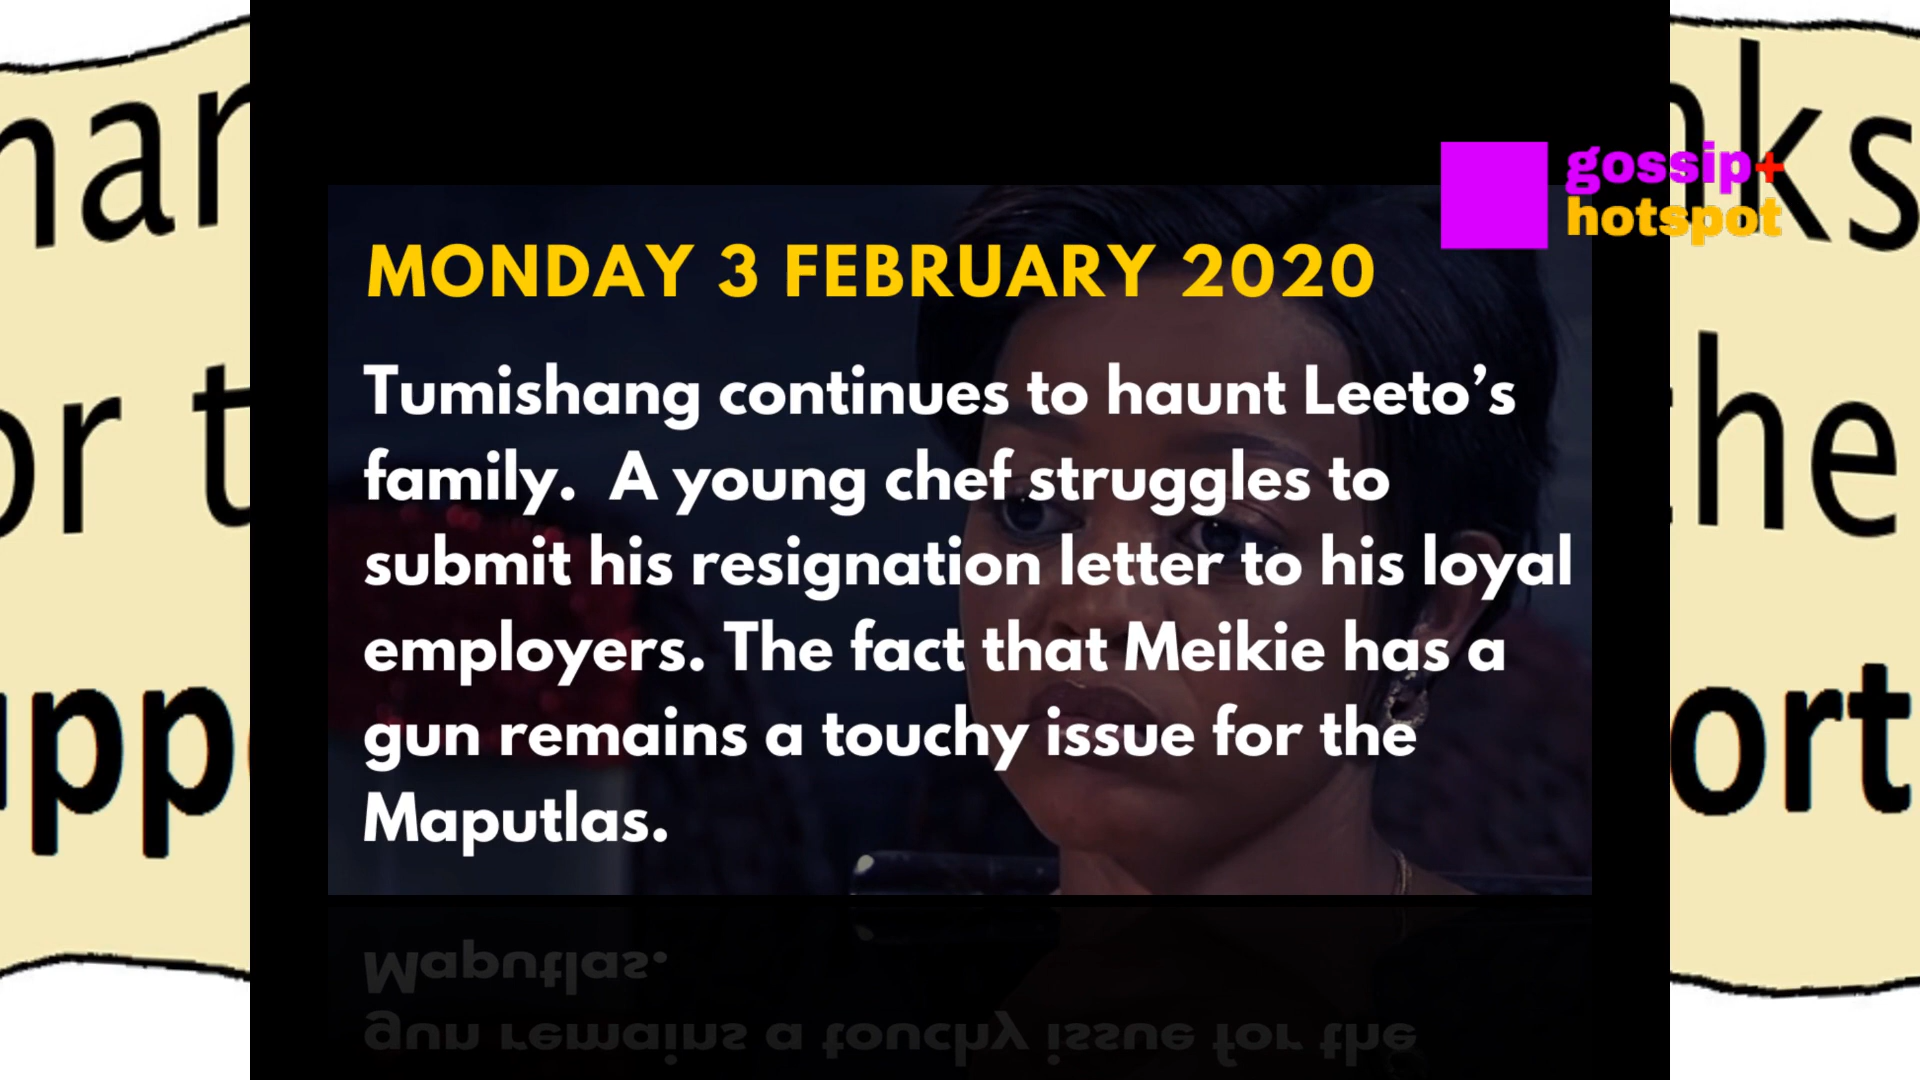 gossip+
hotspot
MONDAY 3 FEBRUARY 2020
Tumishang continues to haunt Leeto’s
family.  A young chef struggles to
submit his resignation letter to his loyal
employers. The fact that Meikie has a
gun remains a touchy issue for the
Maputlas.